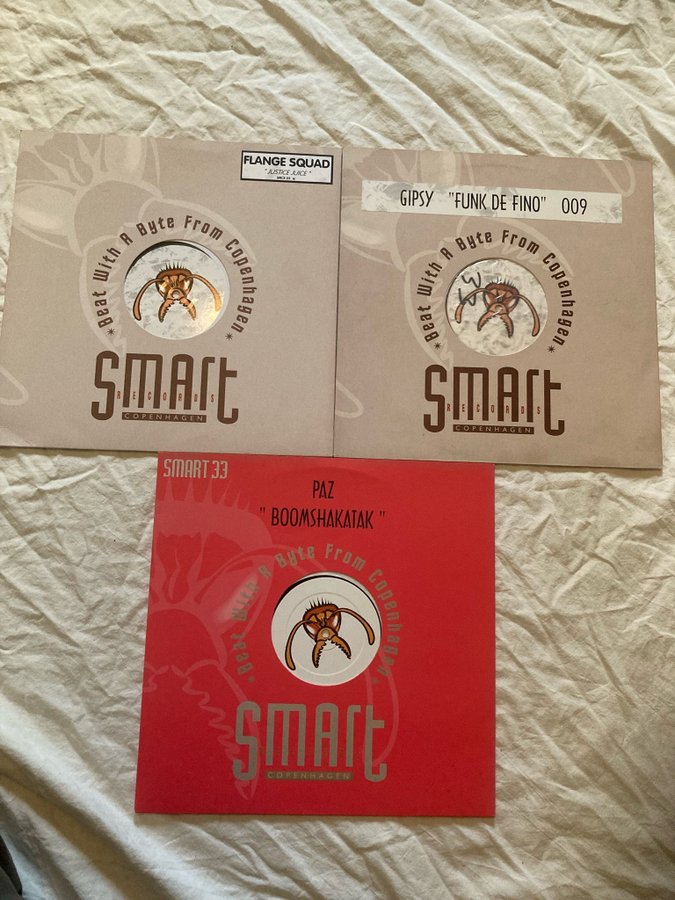 FLANGE SQUAD
" JUSTICE JUICE "
* Beat With A Byte From Copenhagen *
SMART
RECORDS
COPENHAGEN
GIPSY "FUNK DE FINO" 009
Beat With A Byte From Copenhagen *
SMART
RECORDS
COPENHAGEN
SMART 33
PAZ
" BOOMSHAKATAK "
* Beat With A Byte From Copenhagen *
SMART
COPENHAGEN